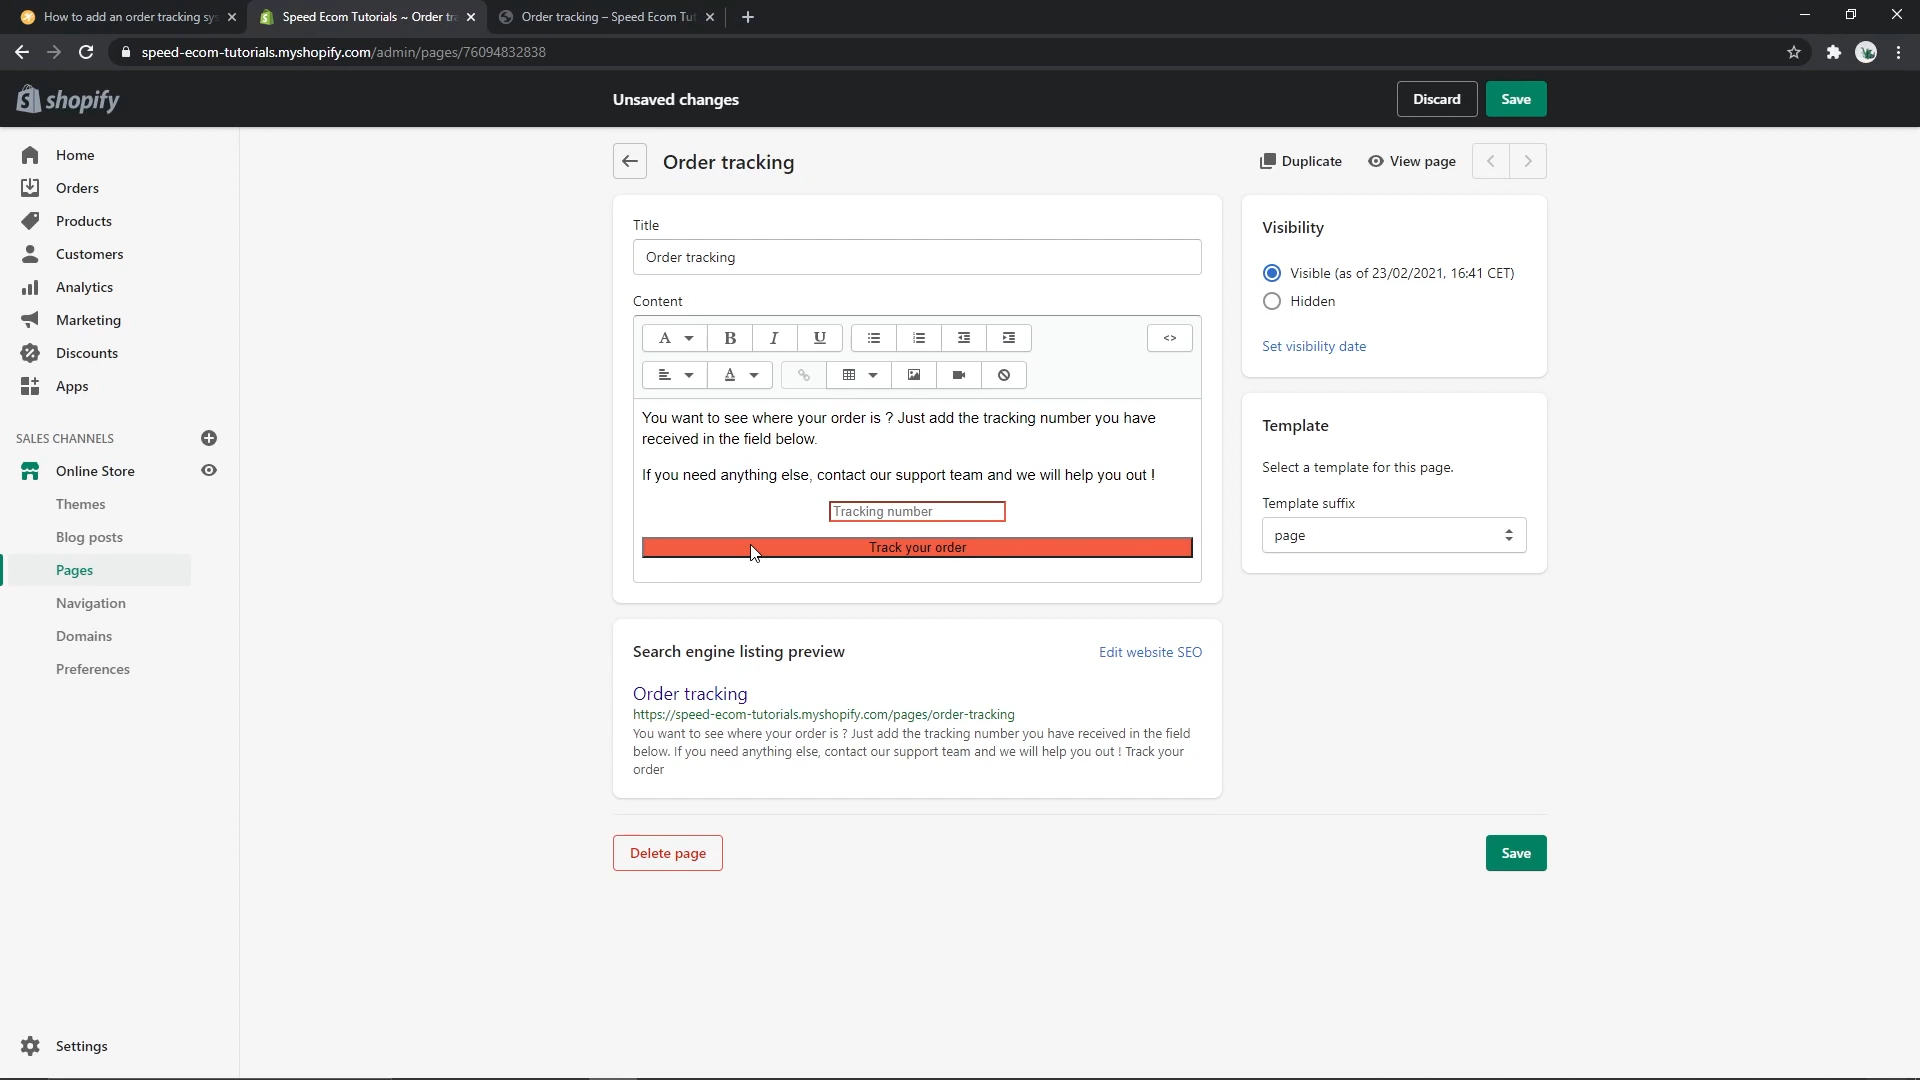 How to add an order tracking sy
Speed Ecom Tutorials ~ Order tra
Order tracking – Speed Ecom Tut
speed-ecom-tutorials.myshopify.com/admin/pages/76094832838
shopify
Unsaved changes
Discard
Save
Home
Orders
Products
Customers
Analytics
Marketing
Discounts
Apps
SALES CHANNELS
Online Store
Themes
Blog posts
Pages
Navigation
Domains
Preferences
Settings
Order tracking
Duplicate
View page
Title
Order tracking
Content
A
B
I
U
<>
A
You want to see where your order is ? Just add the tracking number you have
received in the field below.
If you need anything else, contact our support team and we will help you out !
Tracking number
Track your order
Search engine listing preview
Edit website SEO
Order tracking
https://speed-ecom-tutorials.myshopify.com/pages/order-tracking
You want to see where your order is ? Just add the tracking number you have received in the field
below. If you need anything else, contact our support team and we will help you out ! Track your
order
Delete page
Save
Visibility
Visible (as of 23/02/2021, 16:41 CET)
Hidden
Set visibility date
Template
Select a template for this page.
Template suffix
page